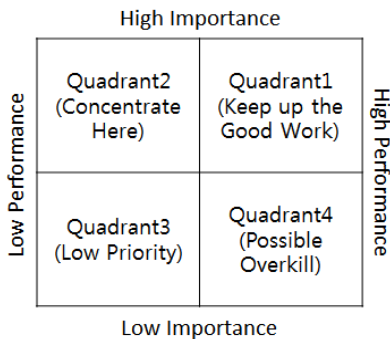 High Importance
Low Performance
Quadrant2
(Concentrate
Here)
Quadrant1
(Keep up the
Good Work)
High Performance
Quadrant3
(Low Priority)
Quadrant4
(Possible
Overkill)
Low Importance